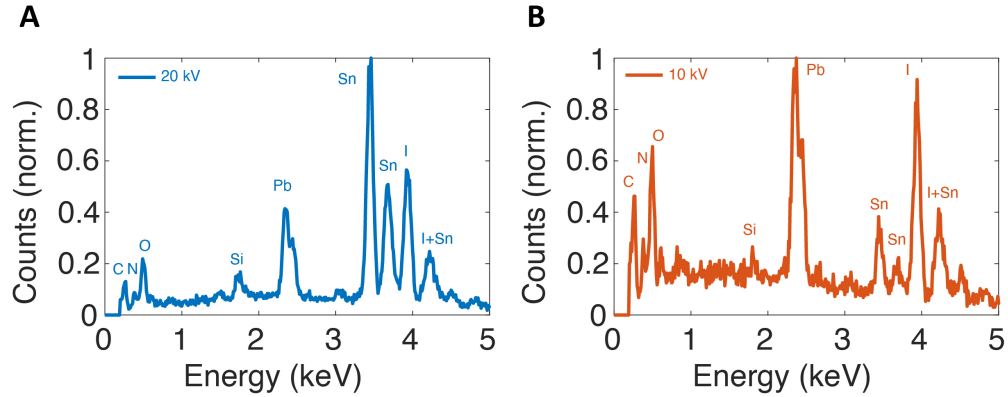 A
B
Counts (norm.)
1
0.8
0.6
0.4
0.2
0
20 kV
C
N
O
Si
Pb
Sn
Sn
I
I+Sn
0 1 2 3 4 5
Energy (keV)
Counts (norm.)
1
0.8
0.6
0.4
0.2
0
10 kV
C
N
O
Si
Pb
Sn
Sn
I
I+Sn
0 1 2 3 4 5
Energy (keV)